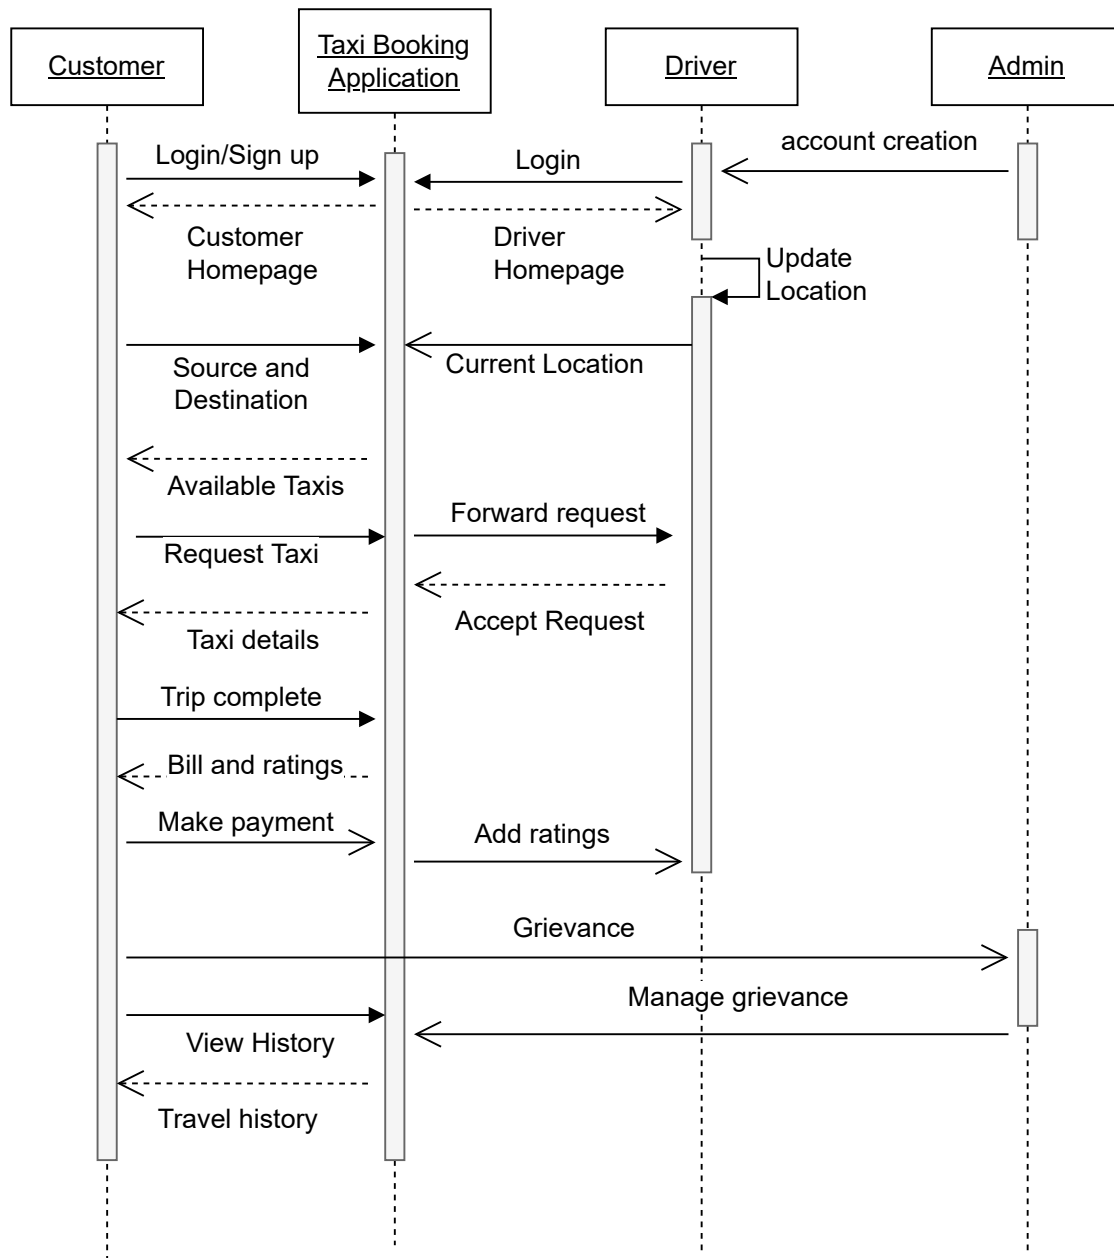 Customer
Taxi Booking
Application
Driver
Admin
account creation
Login/Sign up
Login
Customer
Homepage
Driver
Homepage
Update
Location
Source and
Destination
Current Location
Available Taxis
Forward request
Request Taxi
Accept Request
Taxi details
Trip complete
Bill and ratings
Make payment
Add ratings
Grievance
Manage grievance
View History
Travel history